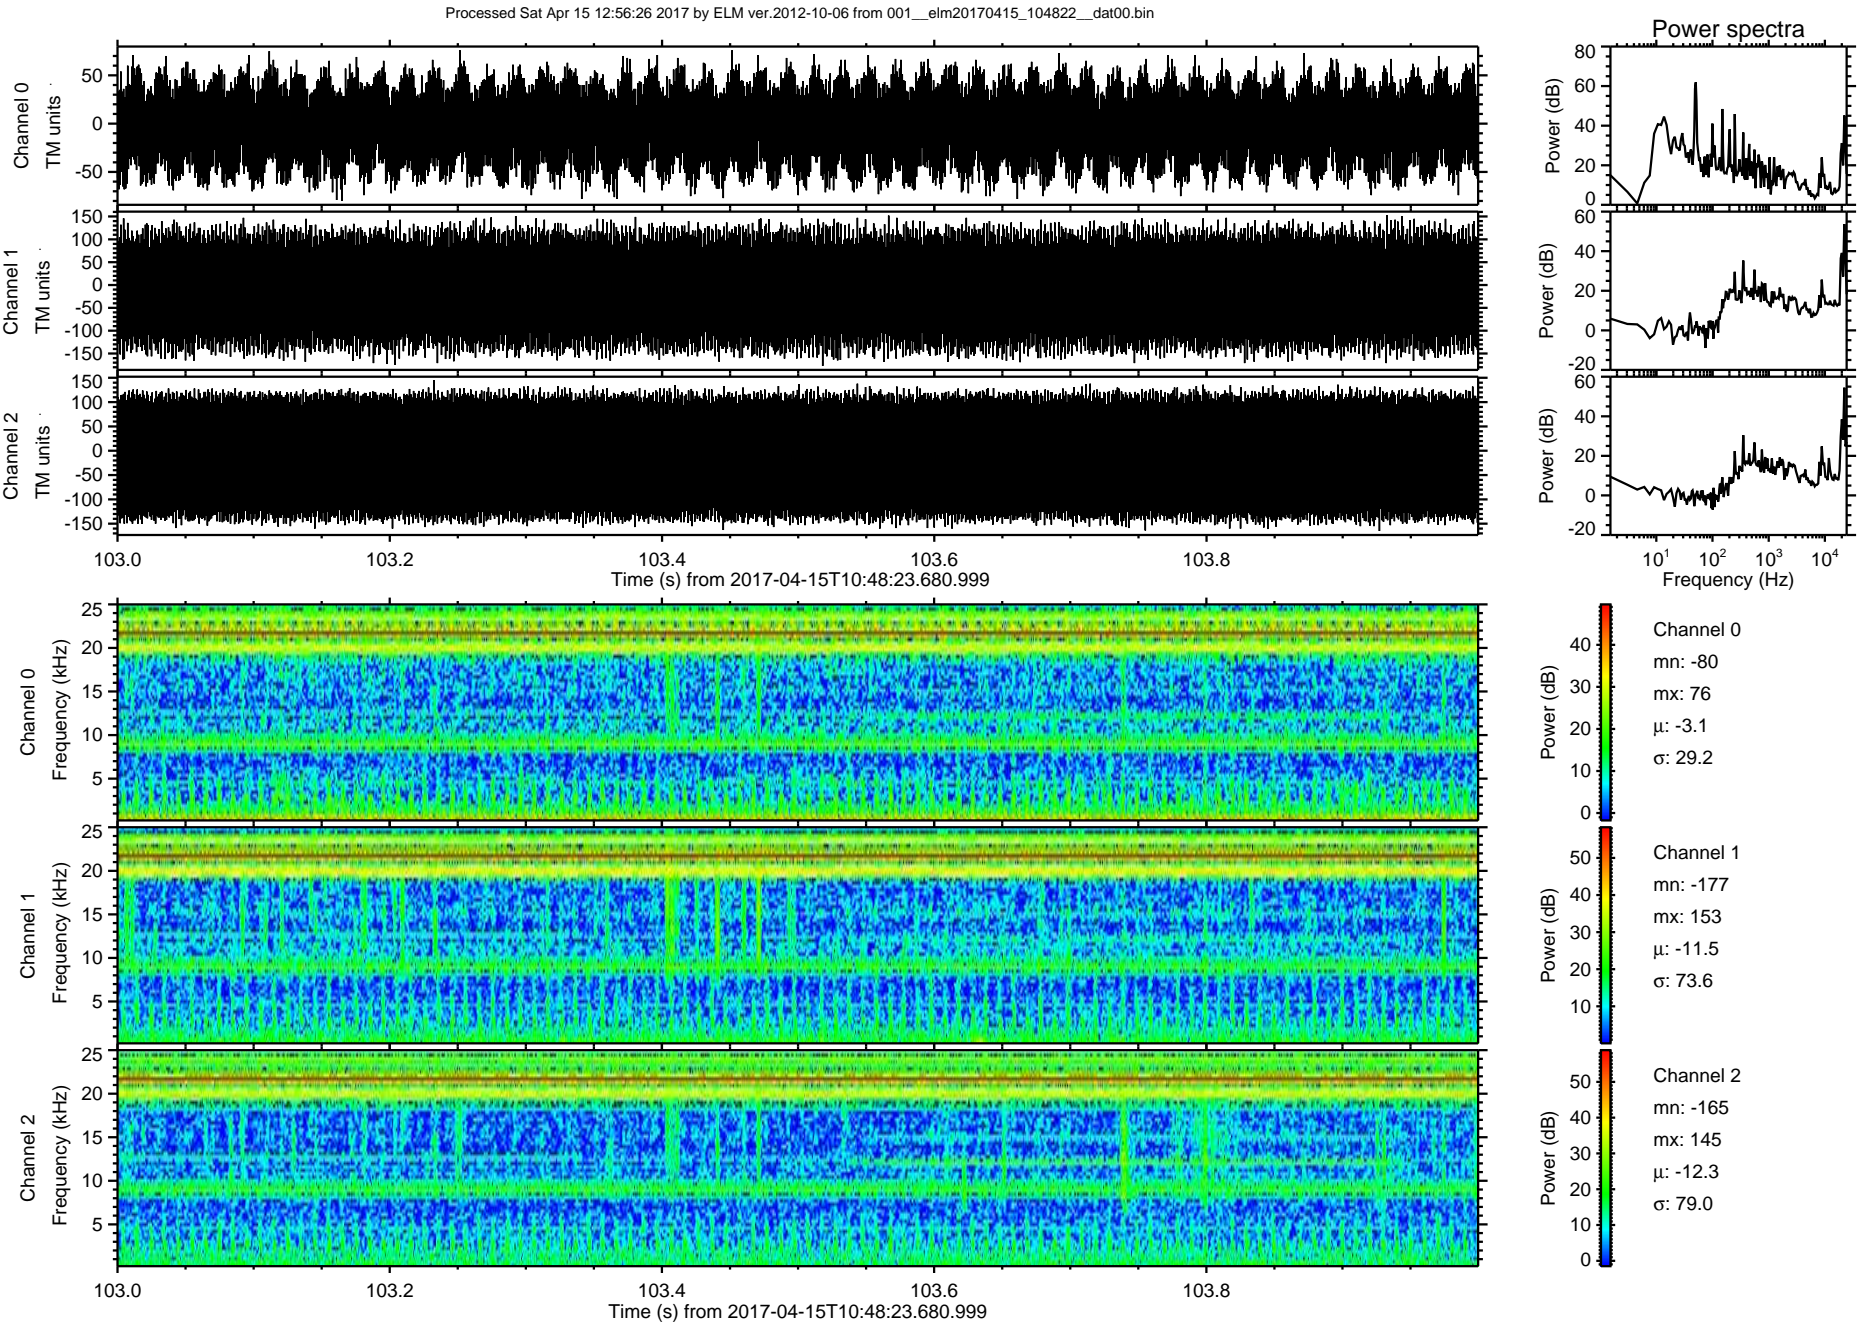 Processed Sat Apr 15 12:56:26 2017 by ELM ver.2012-10-06 from 001__elm20170415_104822__dat00.bin
Power spectra
Channel 0
TM units
50
0
-50
Power (dB)
80
60
40
20
0
Channel 1
TM units
150
100
50
0
-50
-100
-150
Power (dB)
60
40
20
0
-20
Channel 2
TM units
150
100
50
0
-50
-100
-150
Power (dB)
60
40
20
0
-20
103.0 103.2 103.4 103.6 103.8
Time (s) from 2017-04-15T10:48:23.680.999
10¹ 10² 10³ 10⁴
Frequency (Hz)
Channel 0
Frequency (kHz)
25
20
15
10
5
Power (dB)
40
30
20
10
0
Channel 0
mn: -80
mx: 76
μ: -3.1
σ: 29.2
Channel 1
Frequency (kHz)
25
20
15
10
5
Power (dB)
50
40
30
20
10
Channel 1
mn: -177
mx: 153
μ: -11.5
σ: 73.6
Channel 2
Frequency (kHz)
25
20
15
10
5
Power (dB)
50
40
30
20
10
0
Channel 2
mn: -165
mx: 145
μ: -12.3
σ: 79.0
103.0 103.2 103.4 103.6 103.8
Time (s) from 2017-04-15T10:48:23.680.999